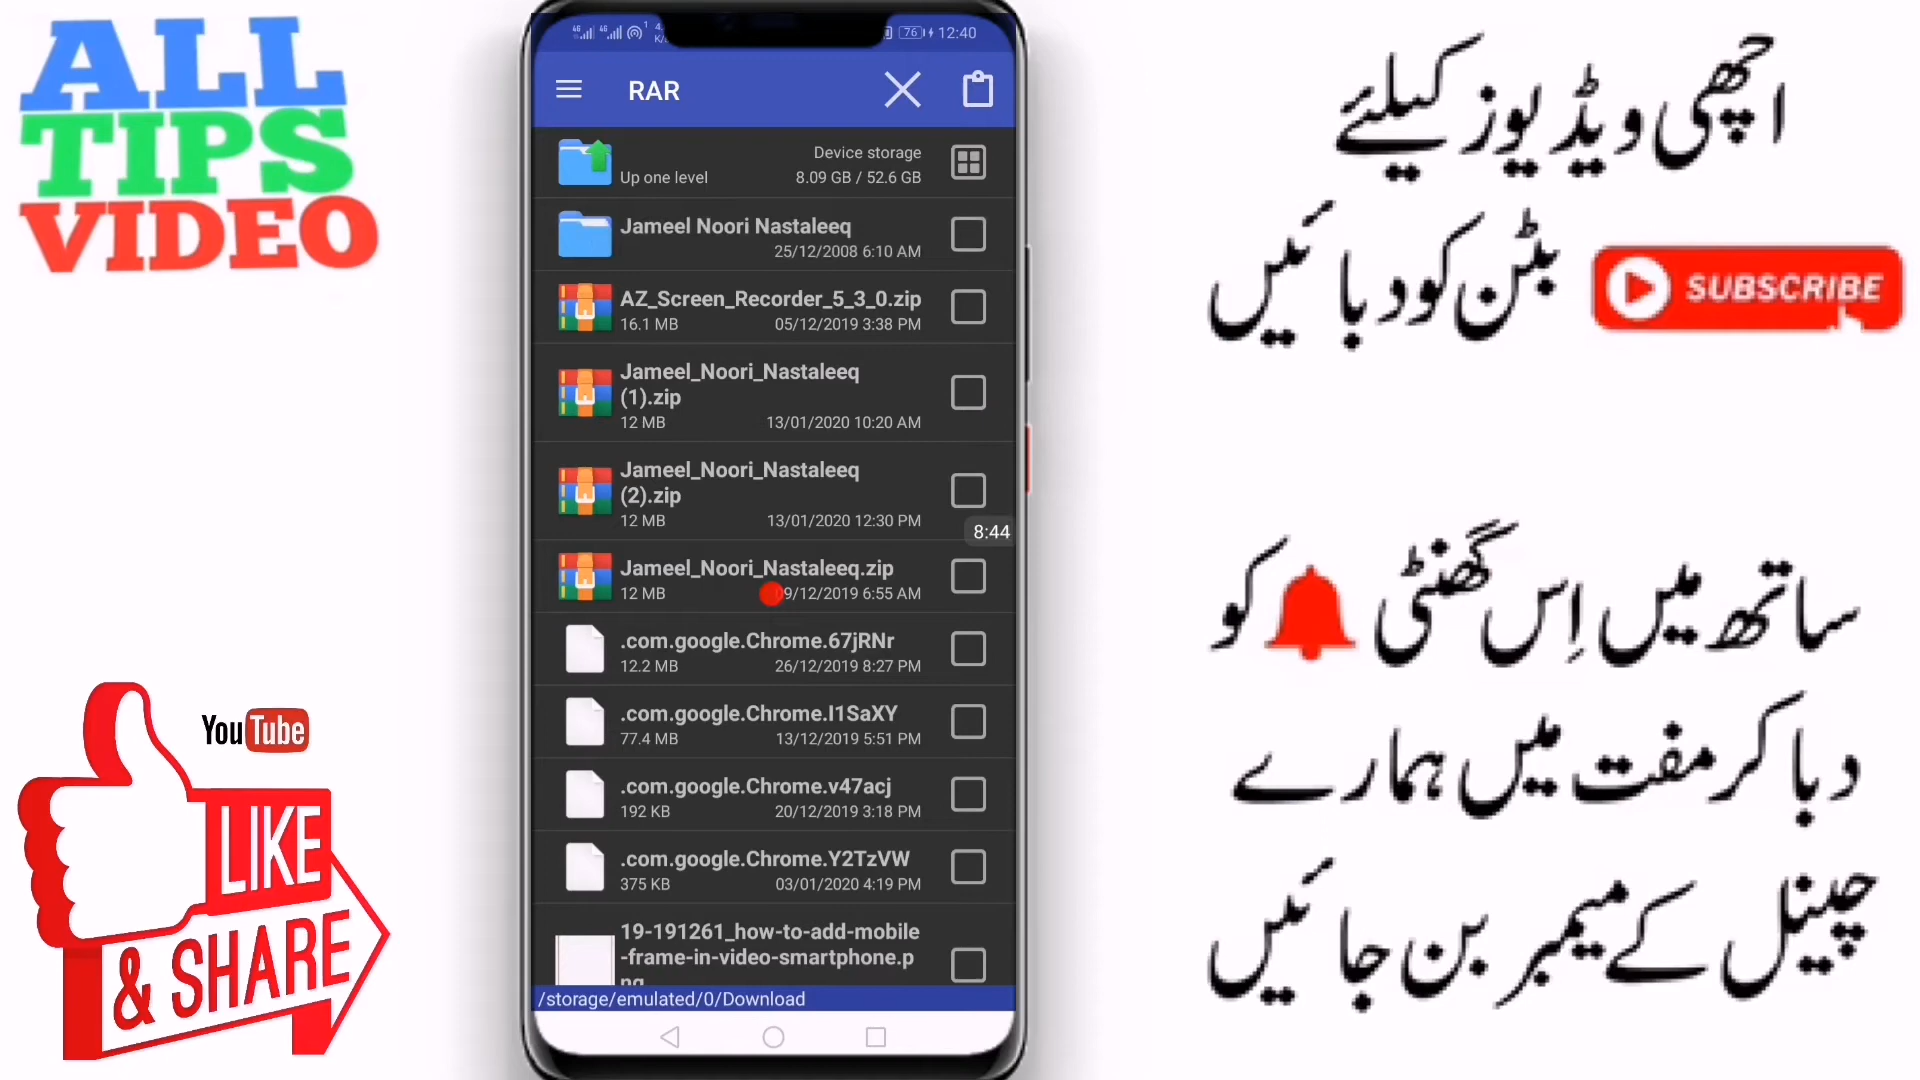 ALL
TIPS
VIDEO
YouTube
LIKE
& SHARE
12:40
76
RAR
Device storage
Up one level
8.09 GB / 52.6 GB
Jameel Noori Nastaleeq
25/12/2008 6:10 AM
AZ_Screen_Recorder_5_3_0.zip
16.1 MB
05/12/2019 3:38 PM
Jameel_Noori_Nastaleeq
(1).zip
12 MB
13/01/2020 10:20 AM
Jameel_Noori_Nastaleeq
(2).zip
12 MB
13/01/2020 12:30 PM
8:44
Jameel_Noori_Nastaleeq.zip
12 MB
09/12/2019 6:55 AM
.com.google.Chrome.67jRNr
12.2 MB
26/12/2019 8:27 PM
.com.google.Chrome.I1SaXY
77.4 MB
13/12/2019 5:51 PM
.com.google.Chrome.v47acj
192 KB
20/12/2019 3:18 PM
.com.google.Chrome.Y2TzVW
375 KB
03/01/2020 4:19 PM
19-191261_how-to-add-mobile
-frame-in-video-smartphone.p
ng
/storage/emulated/0/Download
اچھی ویڈیوز کیلئے
SUBSCRIBE بٹن کو دبائیں
ساتھ میں اِس گھنٹی کو
دبا کر مفت میں ہمارے
چینل کے میمبر بن جائیں